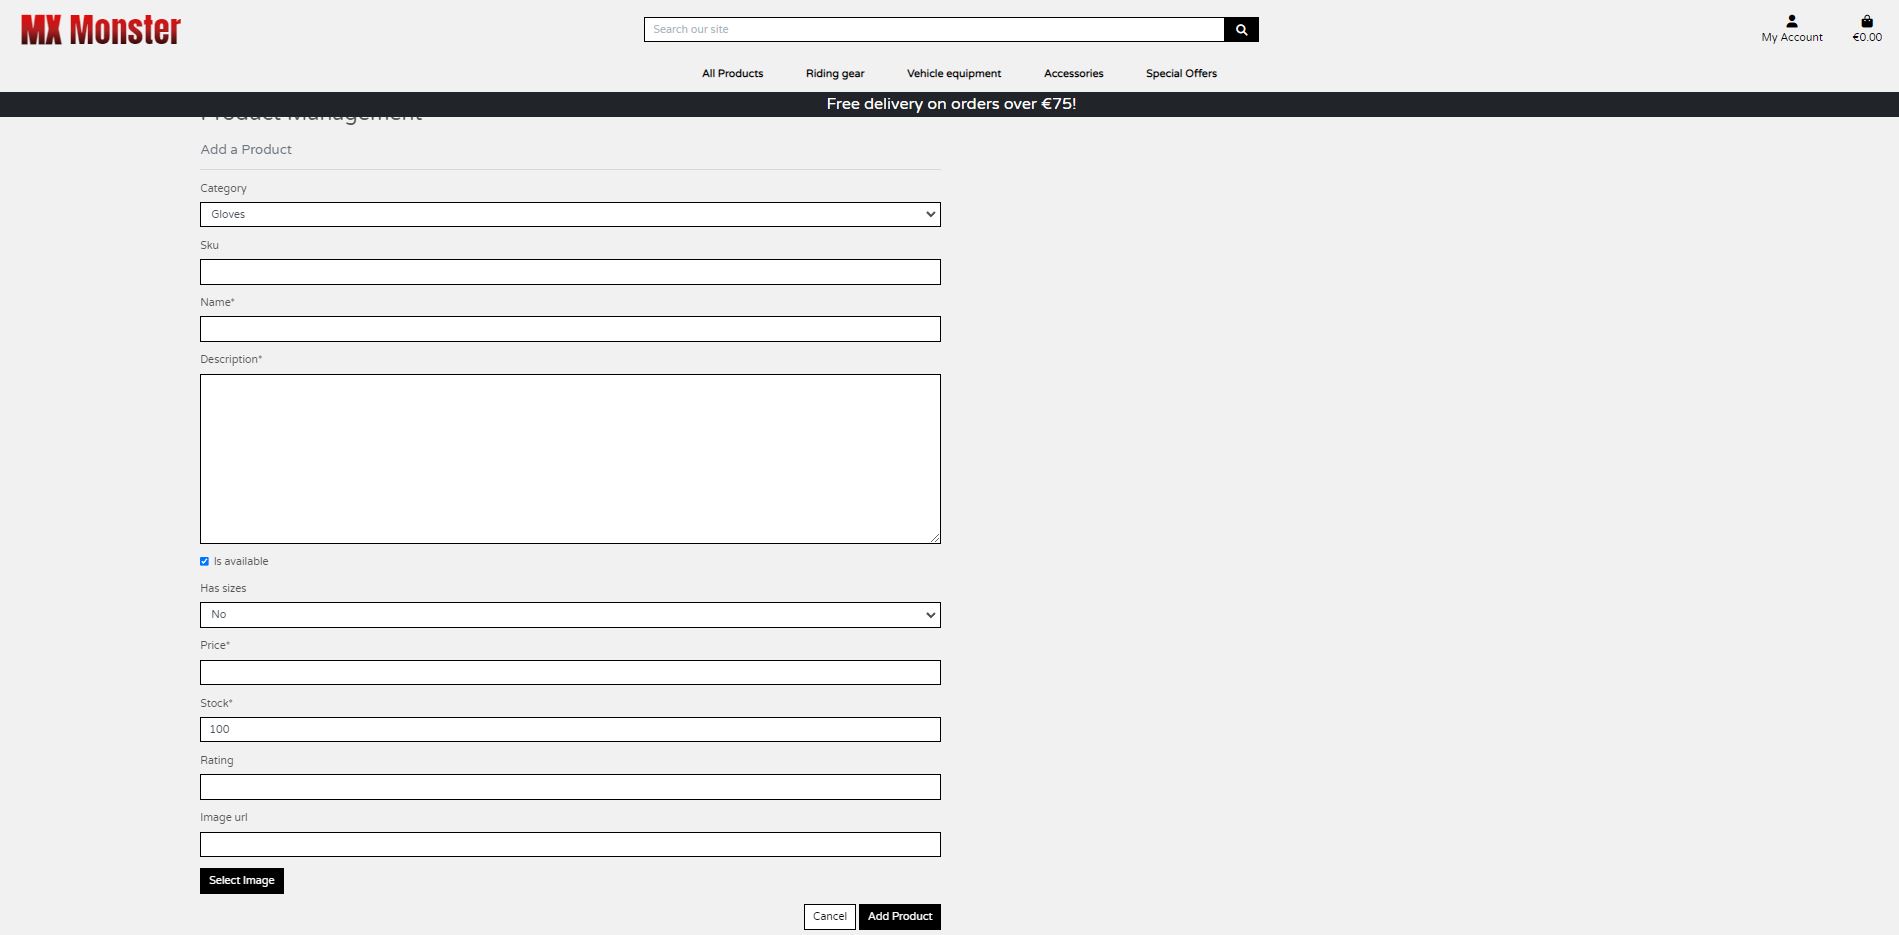 MX Monster
Search our site
My Account
€0.00
All Products Riding gear Vehicle equipment Accessories Special Offers
Free delivery on orders over €75!
Product Management
Add a Product
Category
Gloves
Sku
Name*
Description*
Is available
Has sizes
No
Price*
Stock*
100
Rating
Image url
Select Image
Cancel Add Product